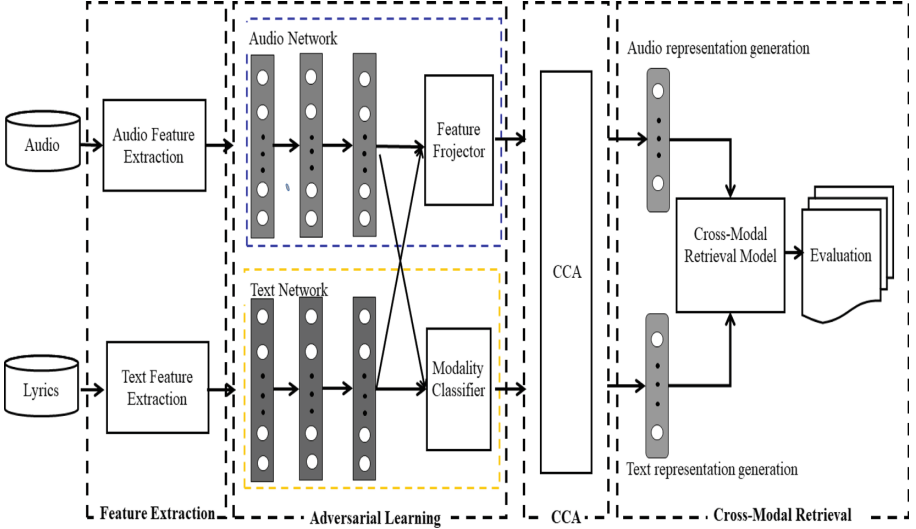 Audio Network
Audio representation generation
Audio
Audio Feature
Extraction
Feature
Frojector
Cross-Modal
Retrieval Model
Evaluation
CCA
Text Network
Lyrics
Text Feature
Extraction
Modality
Classifier
Text representation generation
Feature Extraction
Adversarial Learning
CCA
Cross-Modal Retrieval